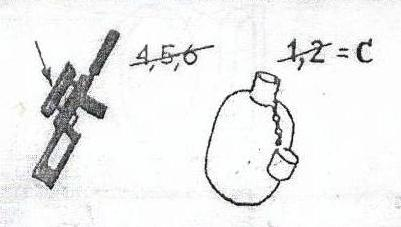 4,5,6 1,2 = C